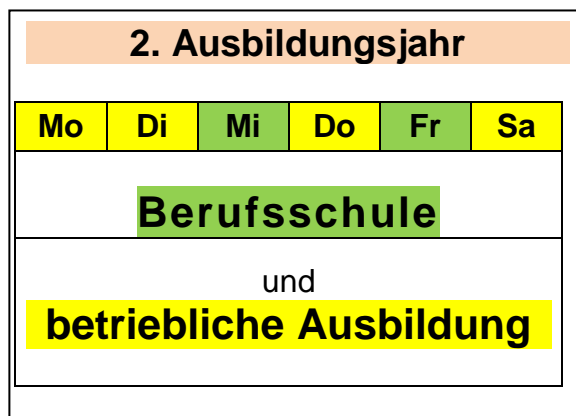 2. Ausbildungsjahr
Mo Di Mi Do Fr Sa
Berufsschule
und
betriebliche Ausbildung